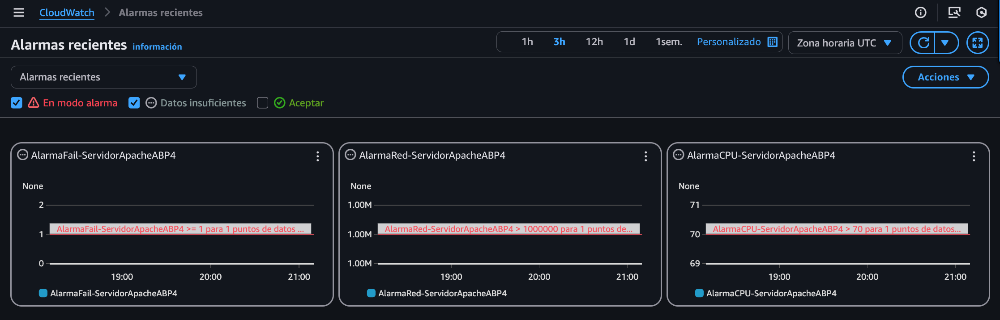 CloudWatch > Alarmas recientes
Alarmas recientes información
1h 3h 12h 1d 1sem. Personalizado Zona horaria UTC
Alarmas recientes
Acciones
En modo alarma Datos insuficientes Aceptar
AlarmaFail-ServidorApacheABP4
None
2
AlarmaFail-ServidorApacheABP4 >= 1 para 1 puntos de datos ...
1
0
19:00 20:00 21:00
AlarmaFail-ServidorApacheABP4
AlarmaRed-ServidorApacheABP4
None
1.00M
AlarmaRed-ServidorApacheABP4 > 1000000 para 1 puntos de...
1.00M
1.00M
19:00 20:00 21:00
AlarmaRed-ServidorApacheABP4
AlarmaCPU-ServidorApacheABP4
None
71
AlarmaCPU-ServidorApacheABP4 > 70 para 1 puntos de datos...
70
69
19:00 20:00 21:00
AlarmaCPU-ServidorApacheABP4